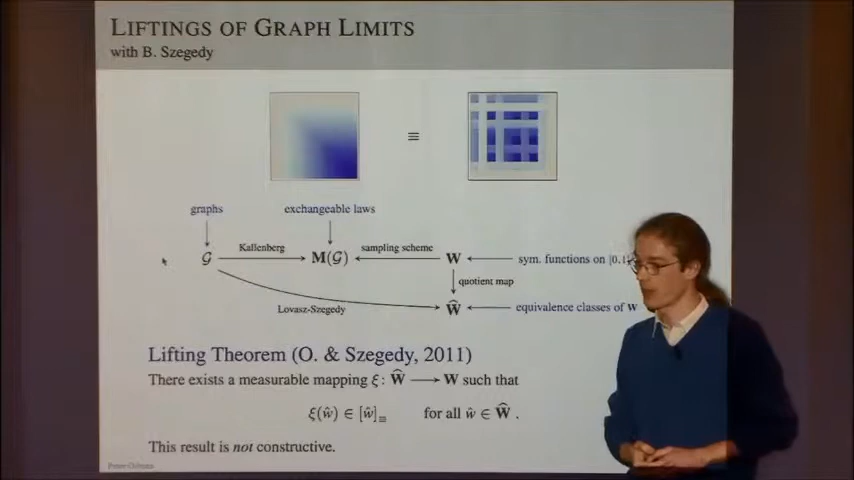 LIFTINGS OF GRAPH LIMITS
with B. Szegedy
≡
graphs exchangeable laws
𝒢 Kallenberg M(𝒢) sampling scheme W sym. functions on [0,1]
quotient map
Lovasz-Szegedy Ŵ equivalence classes of W
Lifting Theorem (O. & Szegedy, 2011)
There exists a measurable mapping ξ : Ŵ ⟶ W such that
ξ(ŵ) ∈ [ŵ]≡ for all ŵ ∈ Ŵ .
This result is not constructive.
Peter Orbanz